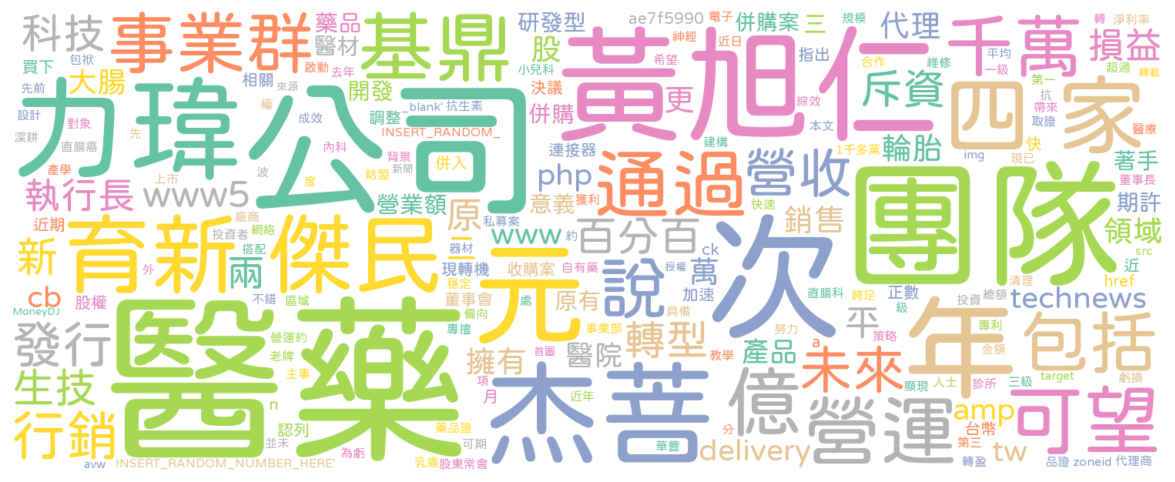 科技 事業群 藥品 基鼎 研發型 ae7f5990 電子 併購案 三 代理 規模 千萬 轉 淨利率
買下 包袱 醫材 股 神經 近日 指出 損益
先前 大腸 相關 啟動 去年 開發 小兒科 決議 希望 黃旭仁 合作 維修 平均 一級 超過 轉載
力瑋 公司 來源 blank' 抗生素 併購 更 綜效 斥資 四 家 第一 抗 帶來 取證
設計 對象 權 成效 調整 INSERT_RANDOM_ 本文
深耕 直腸癌 先 內科 背景 併入 連接器 建構 1千多萬 輪胎 img 快 現已 醫療
產學 波 新聞 結盟 php 通過 營收 著手
執行長 www5 上市 度 營業額 原 意義 獲利 快速 團隊 董事長 期許
近期 廠商 二 私募案 約 百分百 銷售 領域
新 育新 投資者 網絡 傑民 www 元 器材 ck 次 src
兩 搭配 現轉機 收購案 自有藥 授權 說 萬 直腸科 跨足 清理 近 href
cb 股權 外 不錯 區域 穩定 董事會 處 原有 具備 加速 正數 級 投資 總額 technews
MoneyDJ 營運約 偏向 事業部 平 專利
發行 老牌 專擅 擁有 醫院 轉型 努力 策略 年 金額 包括
醫藥 主事 首圖 教學 產品 a 未來
生技 n 項 月 近年 杰菩 億 顯現 人士 診所 三級 target 虧損
行銷 認列 藥品證 華豐 營運 amp 可望
並未 為虧 可期 分 delivery 台幣 第三 tw
avw INSERT_RANDOM_NUMBER_HERE' 乳癌 股東常會 轉盈 品證 zoneid 代理商